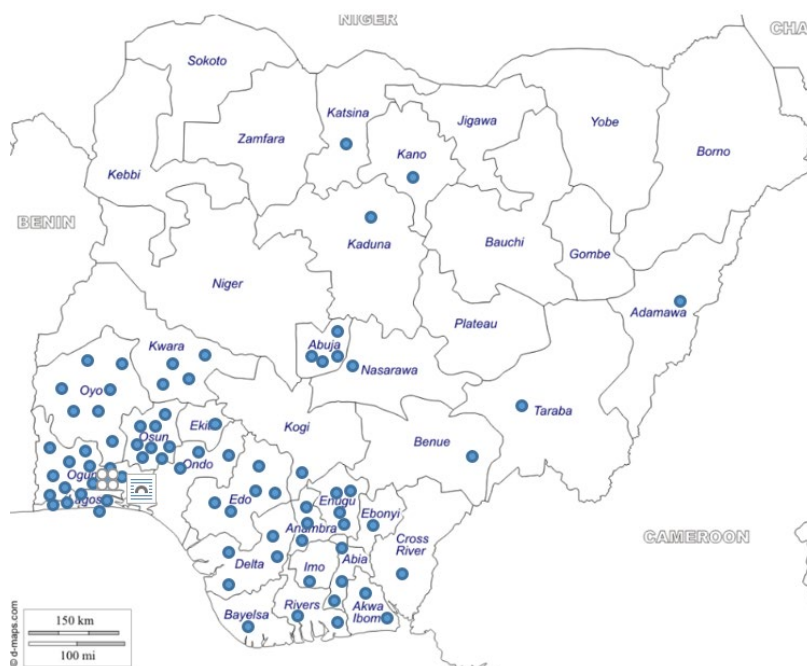 NIGER
CHA
Sokoto
Katsina
Jigawa
Yobe
Zamfara
Kano
Borno
Kebbi
BENIN
Kaduna
Bauchi
Gombe
Niger
Adamawa
Plateau
Kwara
Abuja
Nasarawa
Oyo
Taraba
Ekiti
Kogi
Osun
Benue
Ondo
Ogun
Lagos
Edo
Enugu
Ebonyi
Anambra
Cross
River
CAMEROON
Delta
Imo
Abia
Rivers
Akwa
Ibom
Bayelsa
150 km
100 mi
© d-maps.com